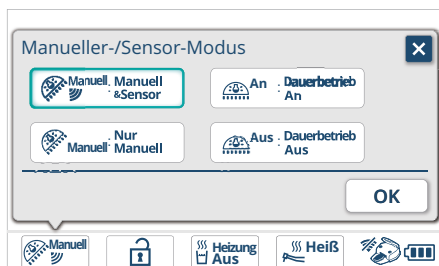 Manueller-/Sensor-Modus
Manuell : Manuell
&Sensor
An : Dauerbetrieb
An
Manuell : Nur
Manuell
Aus : Dauerbetrieb
Aus
OK
Manuell
Heizung
Aus
Heiß